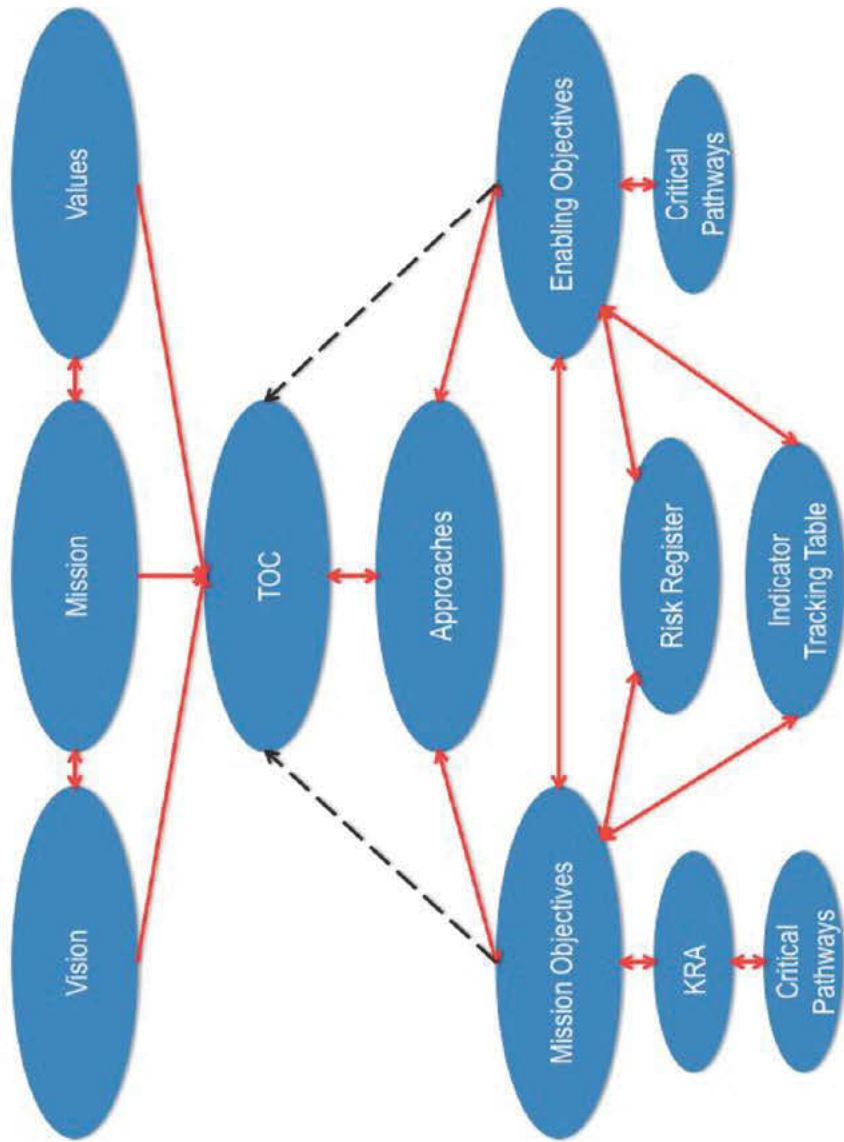 Vision
Mission
Values
TOC
Approaches
Mission Objectives
Enabling Objectives
KRA
Risk Register
Critical
Pathways
Critical
Pathways
Indicator
Tracking Table